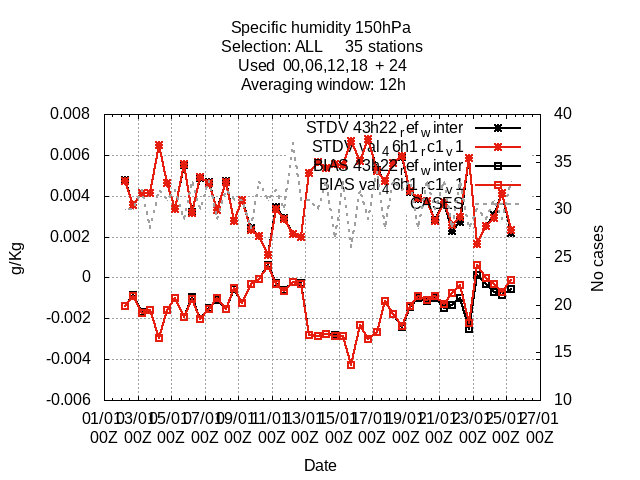 Specific humidity 150hPa
Selection: ALL 35 stations
Used 00,06,12,18 + 24
Averaging window: 12h
0.008
0.006
0.004
0.002
0
-0.002
-0.004
-0.006
g/Kg
40
35
30
25
20
15
10
No cases
STDV 43h22refwinter
STDV val46h1rc1v1
BIAS 43h22refwinter
BIAS val46h1rc1v1
CASES
01/01 03/01 05/01 07/01 09/01 11/01 13/01 15/01 17/01 19/01 21/01 23/01 25/01 27/01
00Z 00Z 00Z 00Z 00Z 00Z 00Z 00Z 00Z 00Z 00Z 00Z 00Z 00Z
Date